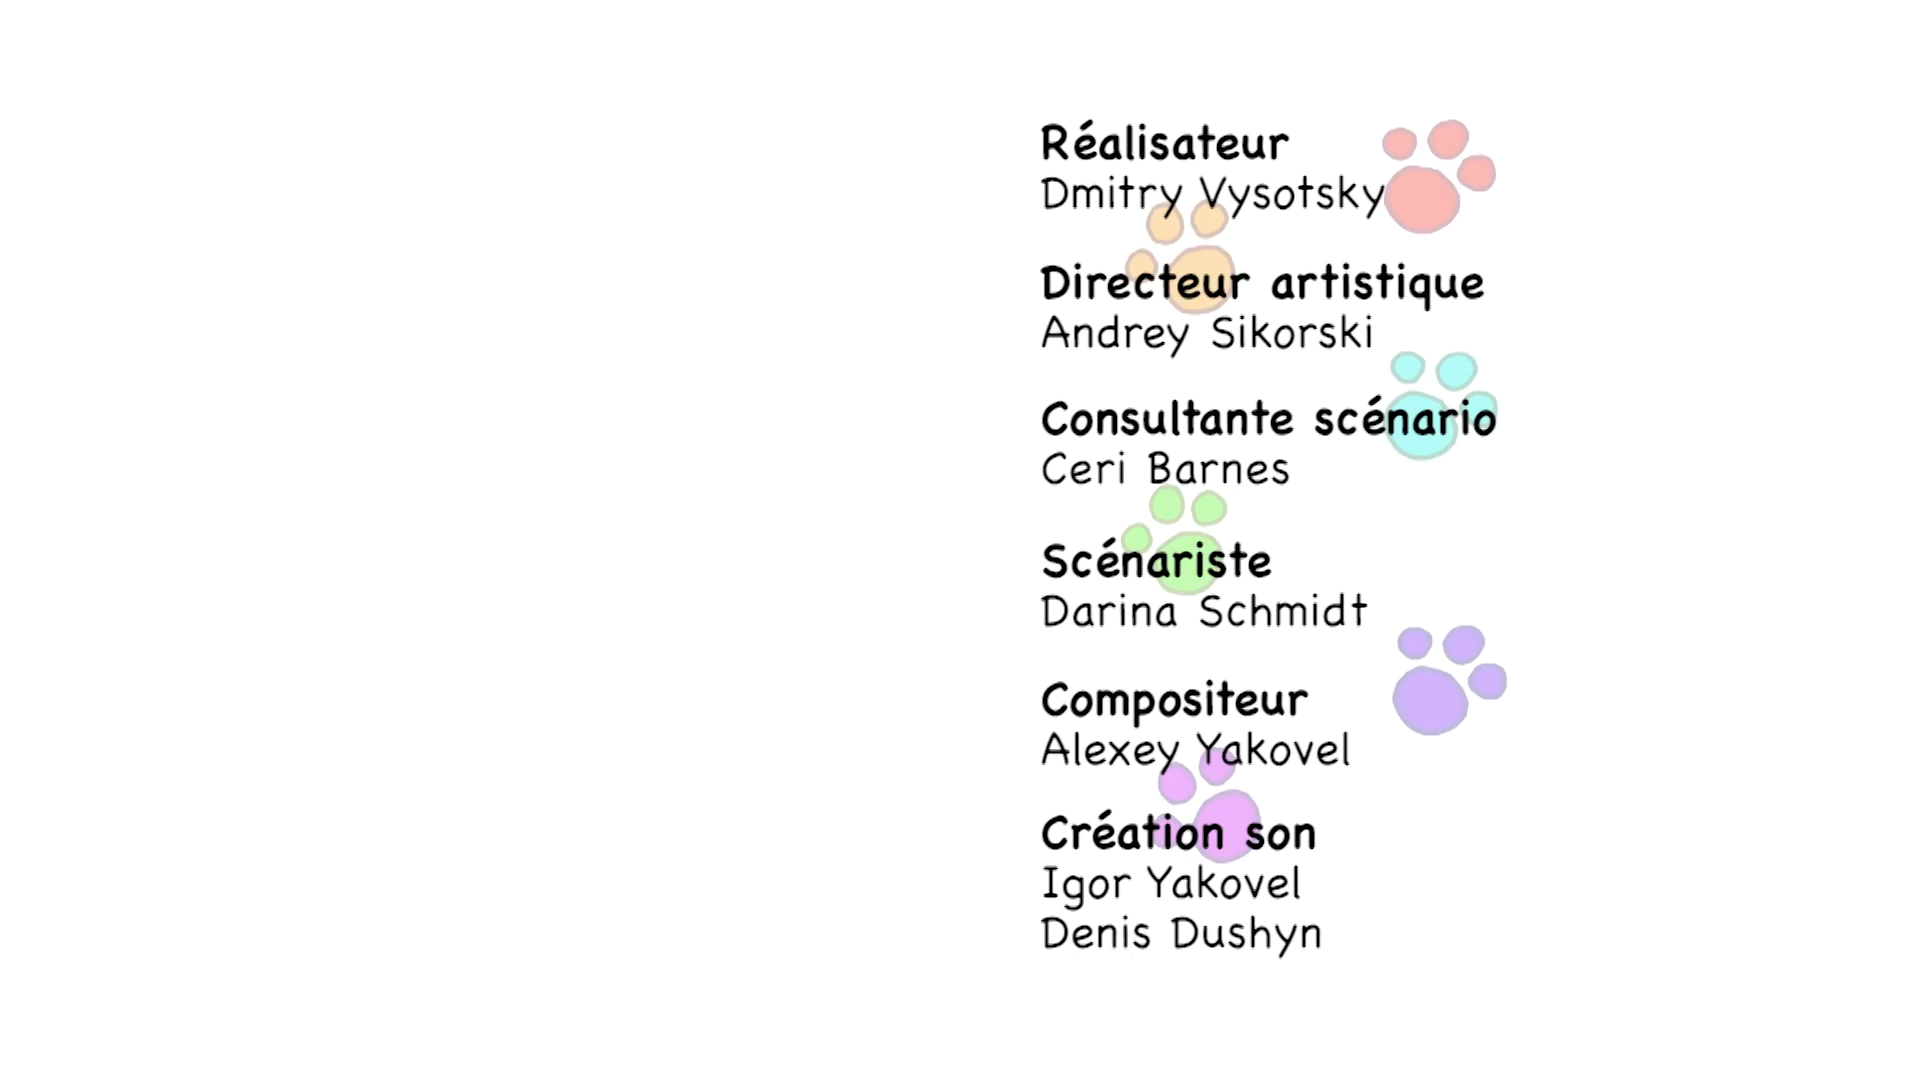 Réalisateur
Dmitry Vysotsky
Directeur artistique
Andrey Sikorski
Consultante scénario
Ceri Barnes
Scénariste
Darina Schmidt
Compositeur
Alexey Yakovel
Création son
Igor Yakovel
Denis Dushyn